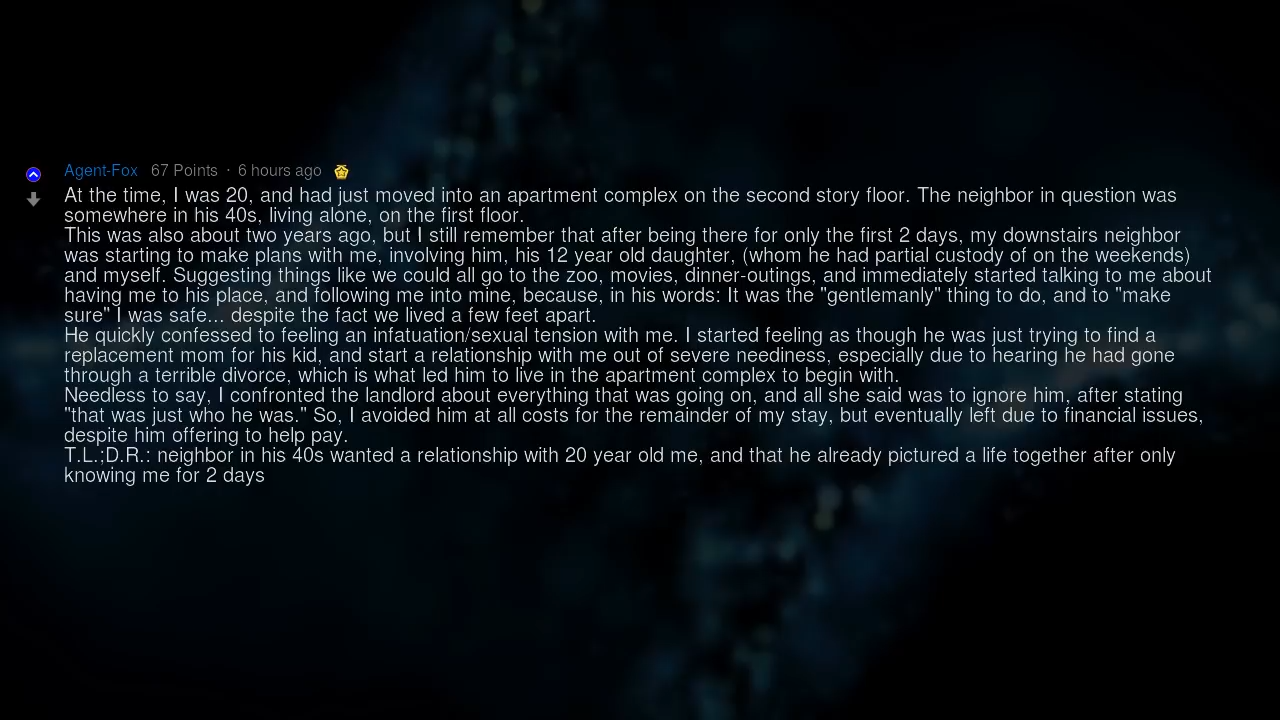 Agent-Fox 67 Points · 6 hours ago
At the time, I was 20, and had just moved into an apartment complex on the second story floor. The neighbor in question was
somewhere in his 40s, living alone, on the first floor.
This was also about two years ago, but I still remember that after being there for only the first 2 days, my downstairs neighbor
was starting to make plans with me, involving him, his 12 year old daughter, (whom he had partial custody of on the weekends)
and myself. Suggesting things like we could all go to the zoo, movies, dinner-outings, and immediately started talking to me about
having me to his place, and following me into mine, because, in his words: It was the "gentlemanly" thing to do, and to "make
sure" I was safe... despite the fact we lived a few feet apart.
He quickly confessed to feeling an infatuation/sexual tension with me. I started feeling as though he was just trying to find a
replacement mom for his kid, and start a relationship with me out of severe neediness, especially due to hearing he had gone
through a terrible divorce, which is what led him to live in the apartment complex to begin with.
Needless to say, I confronted the landlord about everything that was going on, and all she said was to ignore him, after stating
"that was just who he was." So, I avoided him at all costs for the remainder of my stay, but eventually left due to financial issues,
despite him offering to help pay.
T.L.;D.R.: neighbor in his 40s wanted a relationship with 20 year old me, and that he already pictured a life together after only
knowing me for 2 days